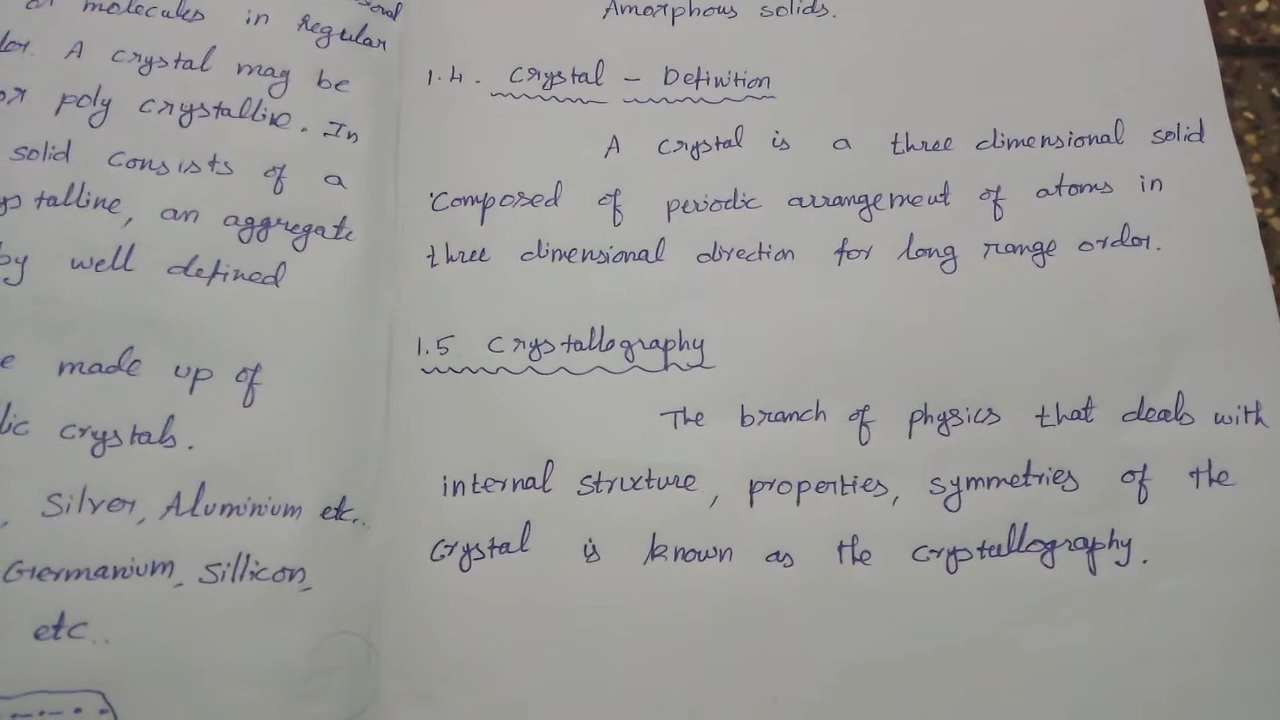 molecules in Regular
A crystal may be
poly crystalline. In
solid consists of a
talline, an aggregate
by well defined
made up of
crystals.
Silver, Aluminium etc..
Germanium, Sillicon,
etc..
Amorphous solids.
1.4. Crystal - Definition
A crystal is a three dimensional solid
composed of periodic arrangement of atoms in
three dimensional direction for long range order.
1.5 Crystallography
The branch of physics that deals with
internal structure, properties, symmetries of the
Crystal is known as the crystallography.